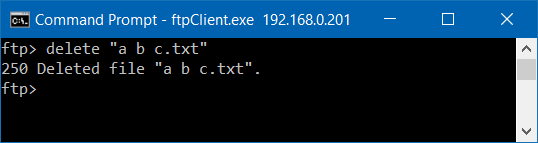 Command Prompt - ftpClient.exe 192.168.0.201
ftp> delete "a b c.txt"
250 Deleted file "a b c.txt".
ftp>